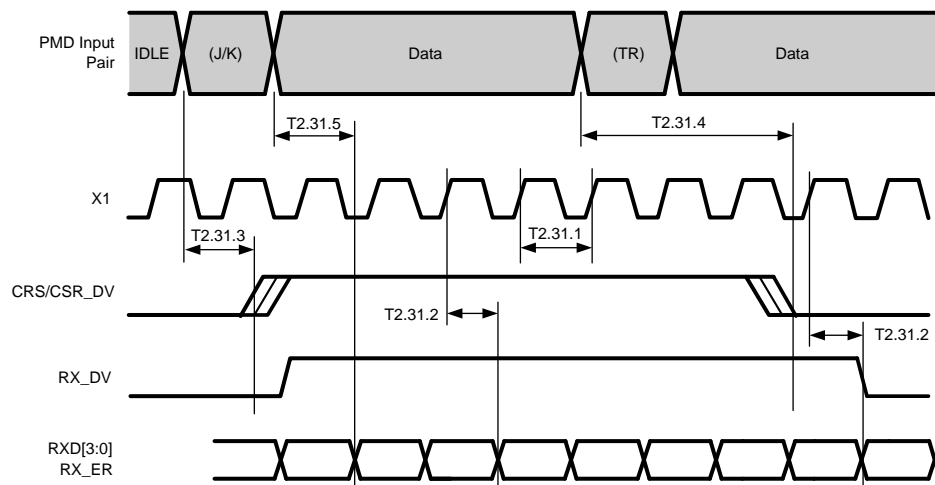 PMD Input
Pair
IDLE
(J/K)
Data
(TR)
Data
T2.31.5
T2.31.4
X1
T2.31.3
T2.31.1
CRS/CSR_DV
T2.31.2
T2.31.2
RX_DV
RXD[3:0]
RX_ER